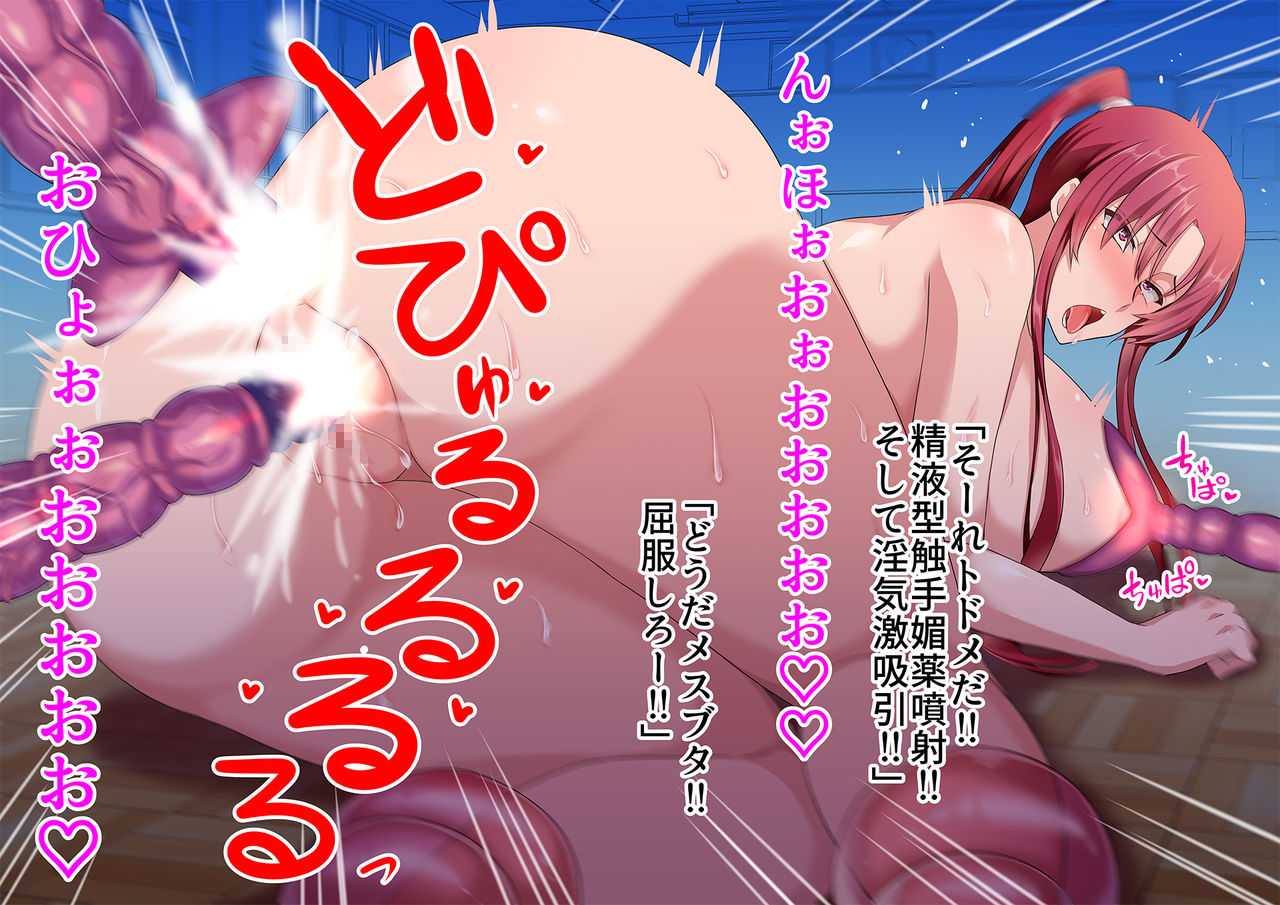 「そーれトドメだ!!
精液型触手媚薬噴射!!
そして淫気激吸引!!」
んぉほぉぉおぉおおおおお♡♡
「どうだメスブタ!!
屈服しろー!!」
どぴゅるるるるっ
おひょぉぉおおおおおお♡
ちゅぱ♡
ちゅぱ♡